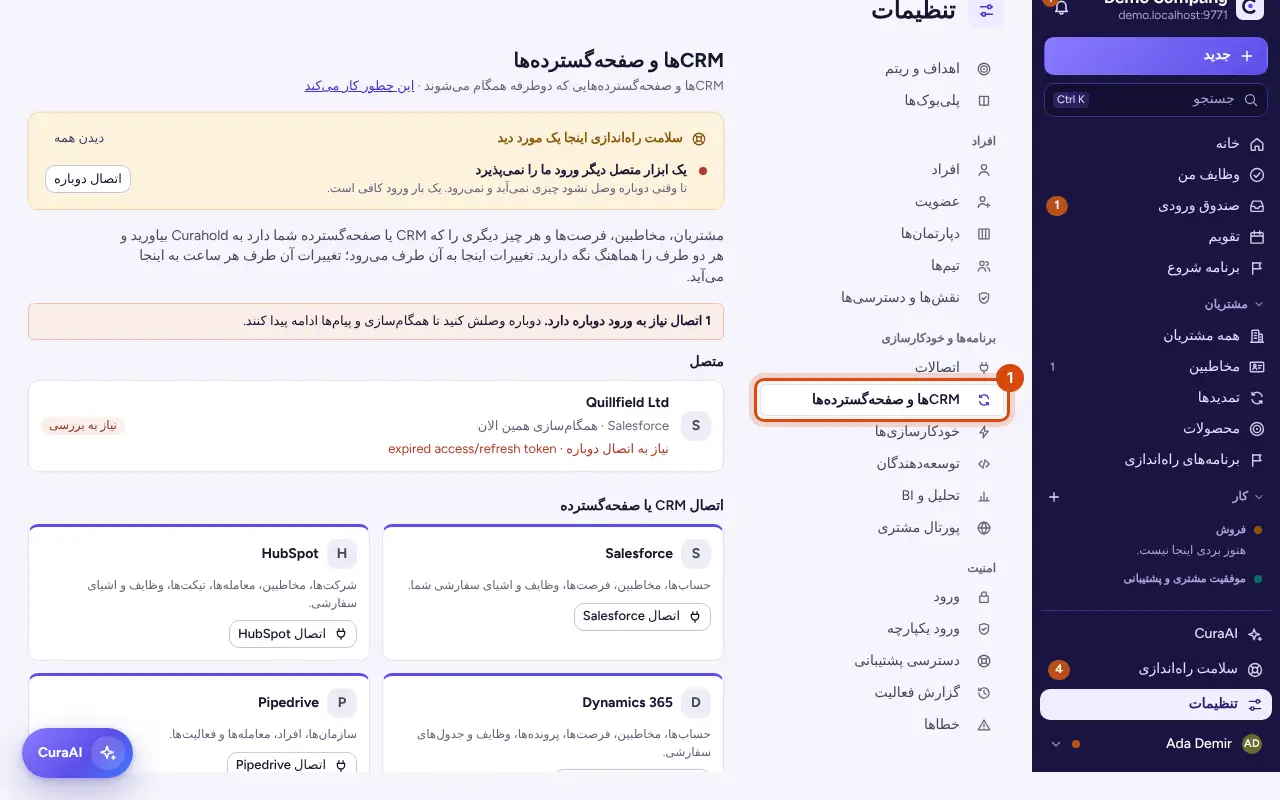 Demo Company
demo.localhost:9771
جدید
جستجو
Ctrl K
خانه
وظایف من
صندوق ورودی
1
تقویم
برنامه شروع
مشتریان
همه مشتریان
مخاطبین
1
تمدیدها
محصولات
برنامه‌های راه‌اندازی
کار
فروش
هنوز بردی اینجا نیست.
موفقیت مشتری و پشتیبانی
CuraAI
سلامت راه‌اندازی
4
تنظیمات
Ada Demir
AD
تنظیمات
اهداف و ریتم
پلی‌بوک‌ها
افراد
افراد
عضویت
دپارتمان‌ها
تیم‌ها
نقش‌ها و دسترسی‌ها
برنامه‌ها و خودکارسازی
اتصالات
1
CRMها و صفحه‌گسترده‌ها
خودکارسازی‌ها
توسعه‌دهندگان
تحلیل و BI
پورتال مشتری
امنیت
ورود
ورود یکپارچه
دسترسی پشتیبانی
گزارش فعالیت
خطاها
CRMها و صفحه‌گسترده‌ها
CRMها و صفحه‌گسترده‌هایی که دوطرفه همگام می‌شوند · این چطور کار می‌کند
سلامت راه‌اندازی اینجا یک مورد دید
دیدن همه
یک ابزار متصل دیگر ورود ما را نمی‌پذیرد
تا وقتی دوباره وصل نشود چیزی نمی‌آید و نمی‌رود. یک بار ورود کافی است.
اتصال دوباره
مشتریان، مخاطبین، فرصت‌ها و هر چیز دیگری را که CRM یا صفحه‌گسترده شما دارد به Curahold بیاورید و
هر دو طرف را هماهنگ نگه دارید. تغییرات اینجا به آن طرف می‌رود؛ تغییرات آن طرف هر ساعت به اینجا
می‌آید.
1 اتصال نیاز به ورود دوباره دارد. دوباره وصلش کنید تا همگام‌سازی و پیام‌ها ادامه پیدا کنند.
متصل
S
Quillfield Ltd
Salesforce · همگام‌سازی همین الان
نیاز به اتصال دوباره · expired access/refresh token
نیاز به بررسی
اتصال CRM یا صفحه‌گسترده
S
Salesforce
حساب‌ها، مخاطبین، فرصت‌ها، وظایف و اشیای سفارشی شما.
اتصال Salesforce
H
HubSpot
شرکت‌ها، مخاطبین، معامله‌ها، تیکت‌ها، وظایف و اشیای
سفارشی.
اتصال HubSpot
D
Dynamics 365
حساب‌ها، مخاطبین، فرصت‌ها، پرونده‌ها، وظایف و جدول‌های
سفارشی.
P
Pipedrive
سازمان‌ها، افراد، معامله‌ها و فعالیت‌ها.
اتصال Pipedrive
CuraAI